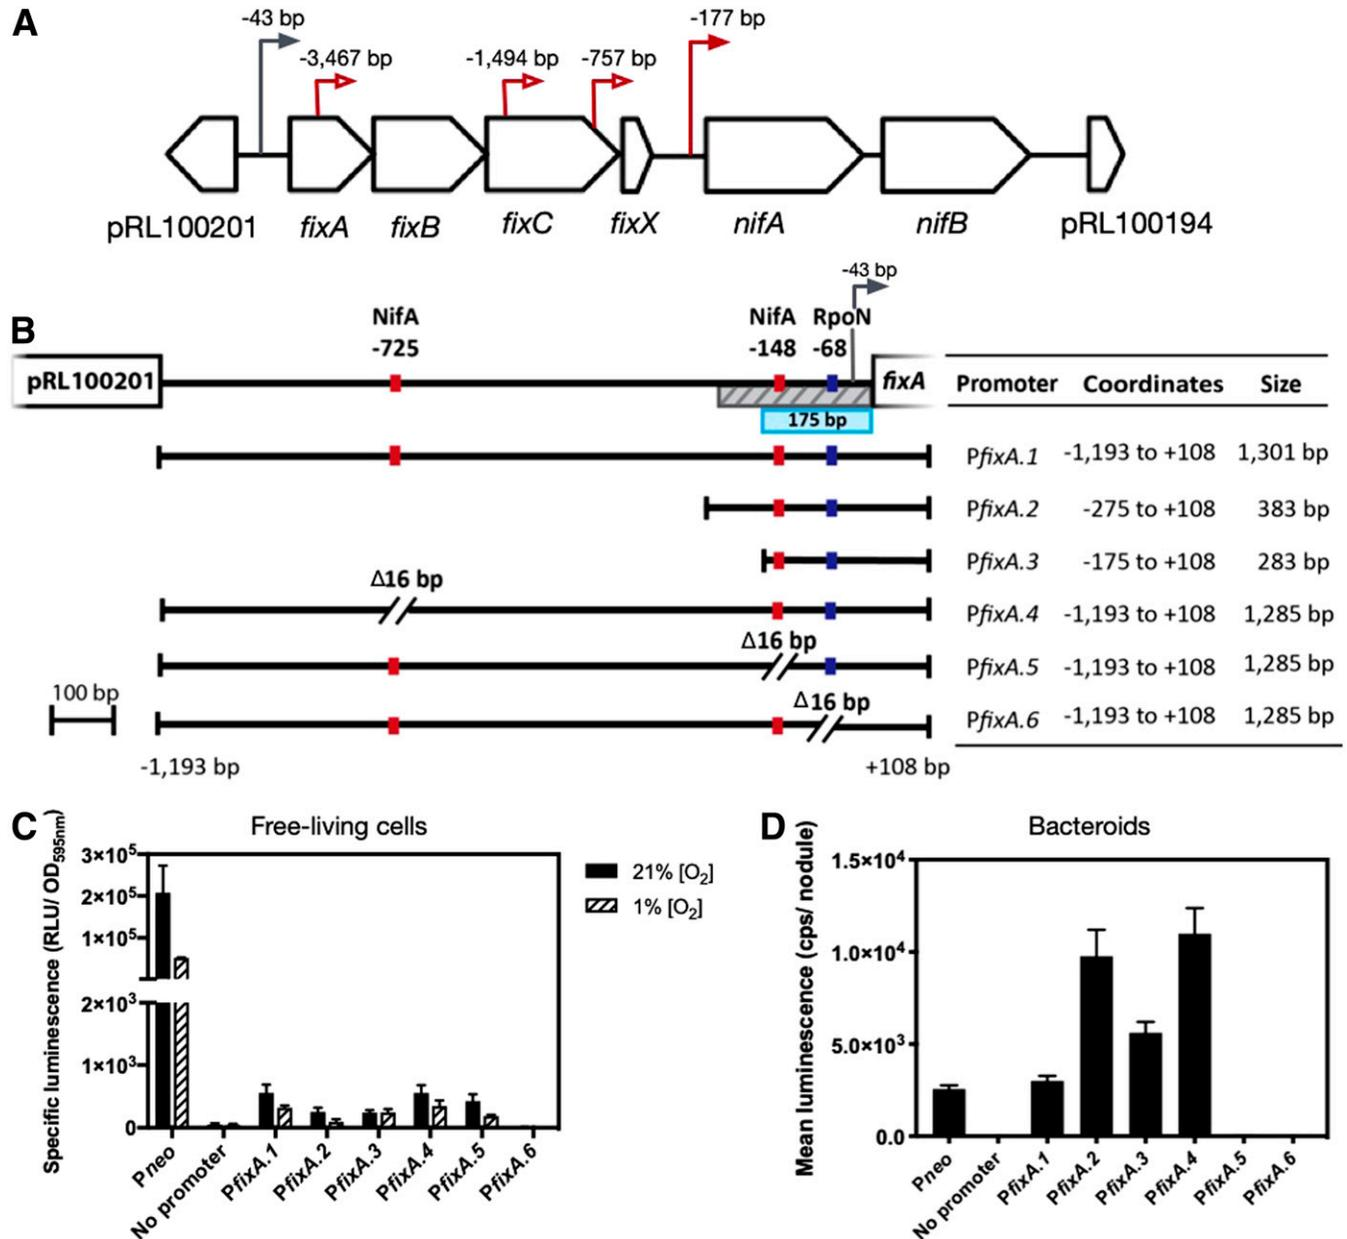 A
-43 bp
-177 bp
-3,467 bp
-1,494 bp
-757 bp
pRL100201
fixA
fixB
fixC
fixX
nifA
nifB
pRL100194
B
-43 bp
NifA
NifA
RpoN
-725
-148
-68
pRL100201
fixA
Promoter Coordinates Size
175 bp
PfixA.1 -1,193 to +108 1,301 bp
PfixA.2 -275 to +108 383 bp
PfixA.3 -175 to +108 283 bp
Δ16 bp
PfixA.4 -1,193 to +108 1,285 bp
Δ16 bp
PfixA.5 -1,193 to +108 1,285 bp
100 bp
Δ16 bp
PfixA.6 -1,193 to +108 1,285 bp
-1,193 bp
+108 bp
C
Free-living cells
Specific luminescence (RLU/ OD595nm)
3×10⁵
2×10⁵
1×10⁵
2×10³
1×10³
0
21% [O₂]
1% [O₂]
Pneo
No promoter
PfixA.1
PfixA.2
PfixA.3
PfixA.4
PfixA.5
PfixA.6
D
Bacteroids
Mean luminescence (cps/ nodule)
1.5×10⁴
1.0×10⁴
5.0×10³
0.0
Pneo
No promoter
PfixA.1
PfixA.2
PfixA.3
PfixA.4
PfixA.5
PfixA.6